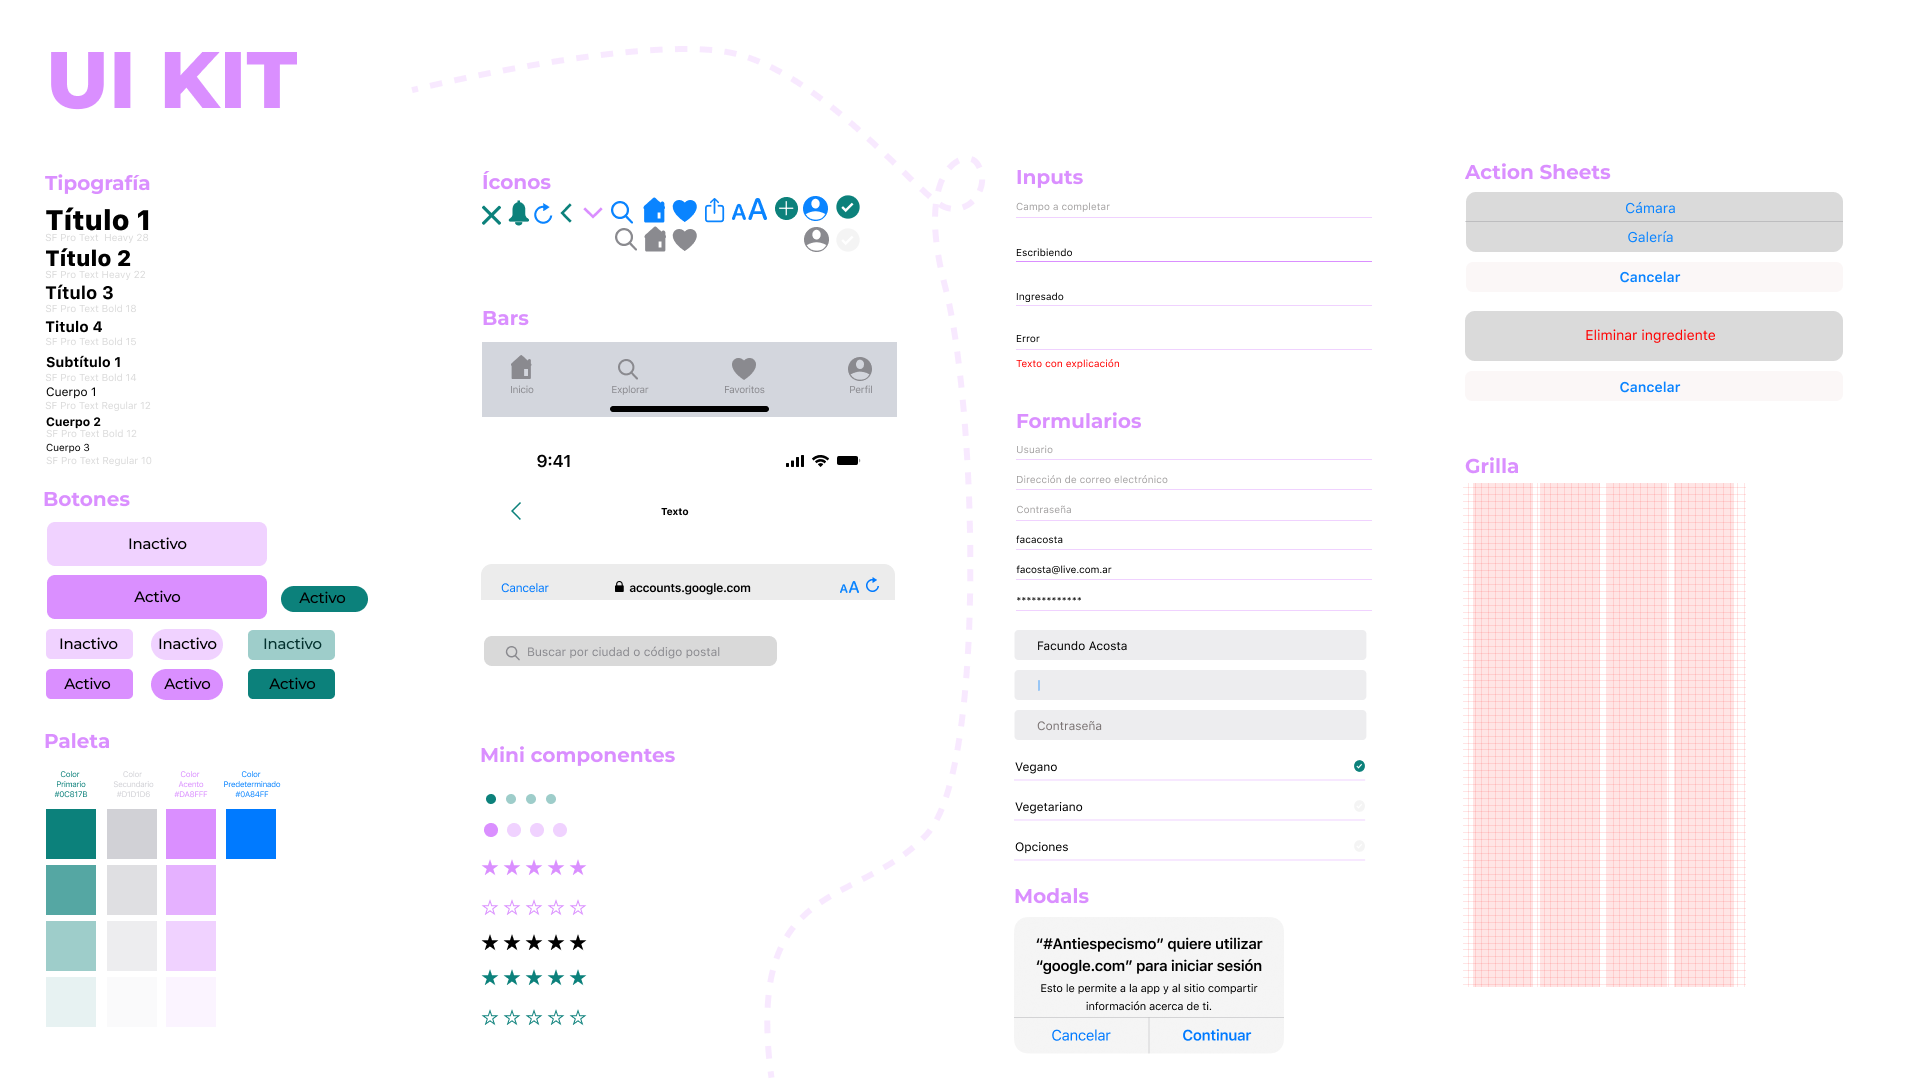 UI KIT
Tipografía
Título 1
SF Pro Text Heavy 28
Título 2
SF Pro Text Heavy 22
Título 3
SF Pro Text Bold 18
Titulo 4
SF Pro Text Bold 15
Subtítulo 1
SF Pro Text Bold 14
Cuerpo 1
SF Pro Text Regular 12
Cuerpo 2
SF Pro Text Bold 12
Cuerpo 3
SF Pro Text Regular 10
Botones
Inactivo
Activo
Activo
Inactivo
Inactivo
Inactivo
Activo
Activo
Activo
Paleta
Color
Primario
#0C817B
Color
Secundario
#D1D1D6
Color
Acento
#DA8FFF
Color
Predeterminado
#0A84FF
Íconos
AA
Bars
Inicio
Explorar
Favoritos
Perfil
9:41
Texto
Cancelar
accounts.google.com
AA
Buscar por ciudad o código postal
Mini componentes
Inputs
Campo a completar
Escribiendo
Ingresado
Error
Texto con explicación
Formularios
Usuario
Dirección de correo electrónico
Contraseña
facacosta
facosta@live.com.ar
*************
Facundo Acosta
|
Contraseña
Vegano
Vegetariano
Opciones
Modals
“#Antiespecismo” quiere utilizar
“google.com” para iniciar sesión
Esto le permite a la app y al sitio compartir
información acerca de ti.
Cancelar
Continuar
Action Sheets
Cámara
Galería
Cancelar
Eliminar ingrediente
Cancelar
Grilla